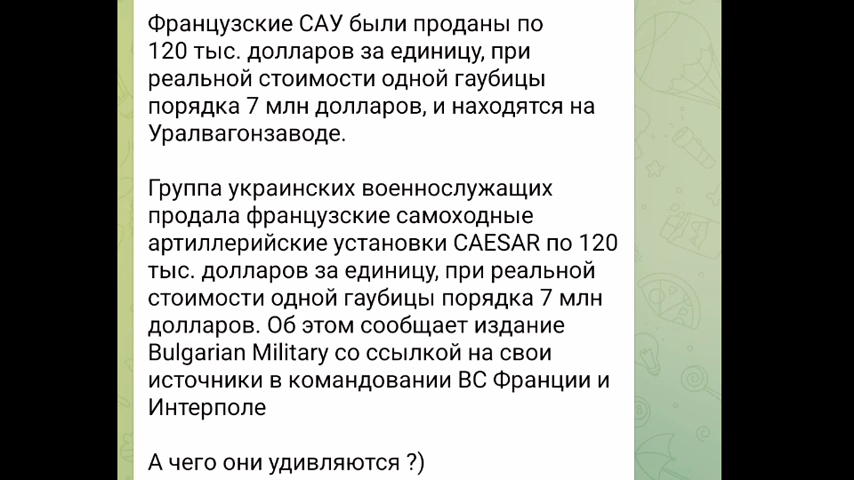 Французские САУ были проданы по
120 тыс. долларов за единицу, при
реальной стоимости одной гаубицы
порядка 7 млн долларов, и находятся на
Уралвагонзаводе.
Группа украинских военнослужащих
продала французские самоходные
артиллерийские установки CAESAR по 120
тыс. долларов за единицу, при реальной
стоимости одной гаубицы порядка 7 млн
долларов. Об этом сообщает издание
Bulgarian Military со ссылкой на свои
источники в командовании ВС Франции и
Интерполе
А чего они удивляются ?)